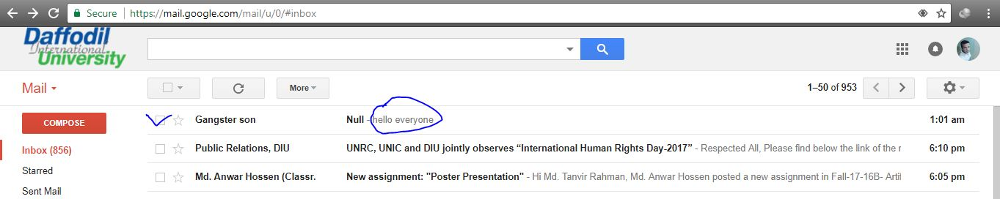 Secure https://mail.google.com/mail/u/0/#inbox
Daffodil
International
University
Mail
More
1–50 of 953
COMPOSE
Gangster son Null - hello everyone 1:01 am
Inbox (856)
Public Relations, DIU UNRC, UNIC and DIU jointly observes “International Human Rights Day-2017” - Respected All, Please find below the link of the r 6:10 pm
Starred
Md. Anwar Hossen (Classr. New assignment: "Poster Presentation" - Hi Md. Tanvir Rahman, Md. Anwar Hossen posted a new assignment in Fall-17-16B- Artif 6:05 pm
Sent Mail